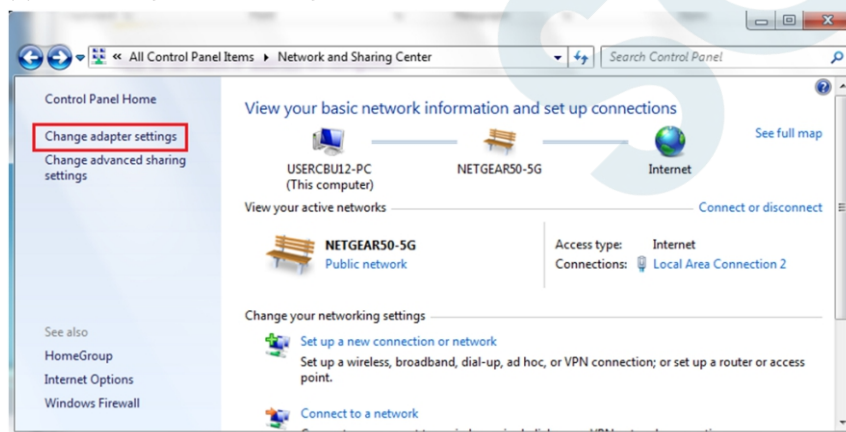 « All Control Panel Items ▸ Network and Sharing Center
Search Control Panel
Control Panel Home
Change adapter settings
Change advanced sharing
settings
See also
HomeGroup
Internet Options
Windows Firewall
View your basic network information and set up connections
See full map
USERCBU12-PC
(This computer)
NETGEAR50-5G
Internet
View your active networks
Connect or disconnect
NETGEAR50-5G
Public network
Access type: Internet
Connections: Local Area Connection 2
Change your networking settings
Set up a new connection or network
Set up a wireless, broadband, dial-up, ad hoc, or VPN connection; or set up a router or access
point.
Connect to a network